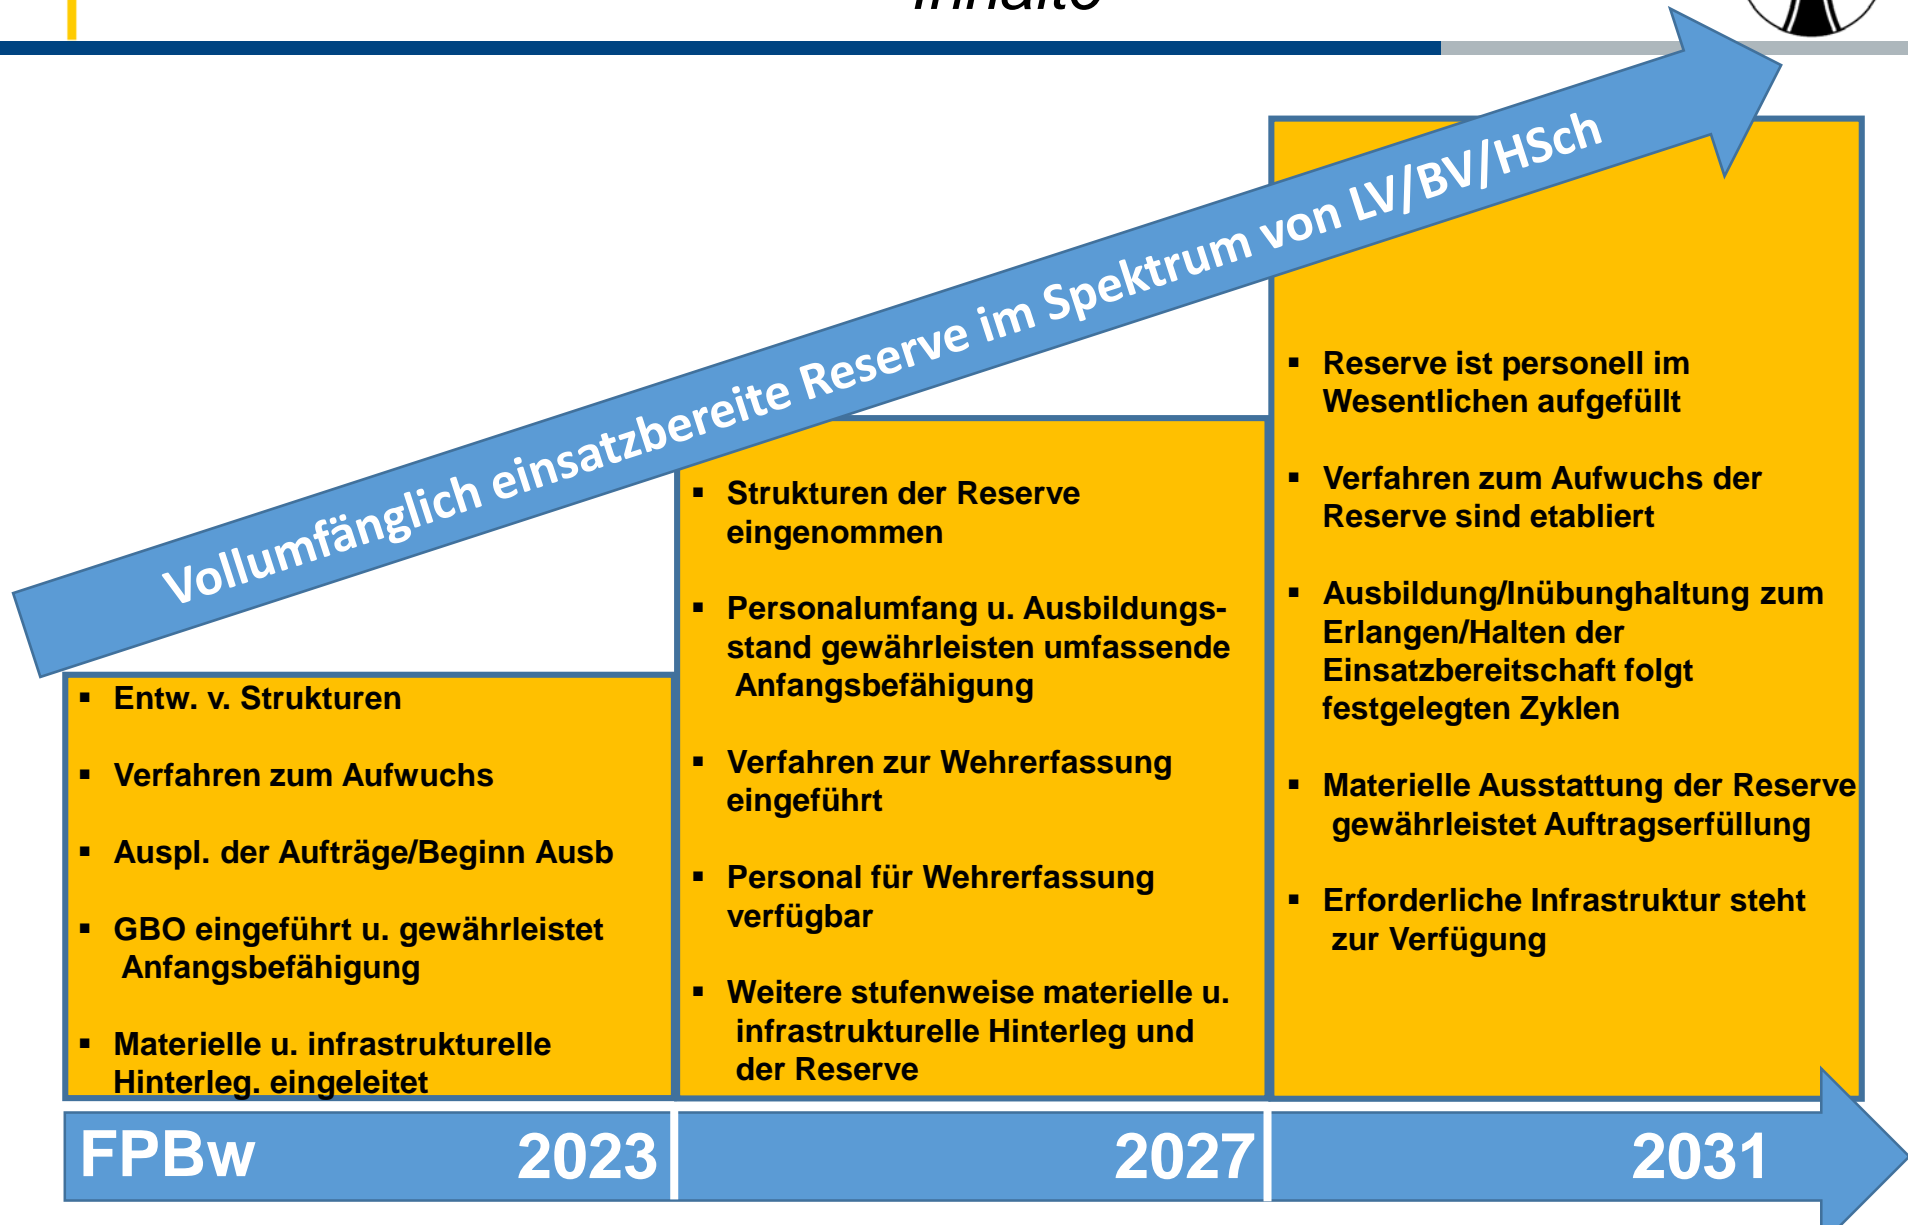 Inhalte
Vollumfänglich einsatzbereite Reserve im Spektrum von LV/BV/HSch
▪ Entw. v. Strukturen
▪ Verfahren zum Aufwuchs
▪ Auspl. der Aufträge/Beginn Ausb
▪ GBO eingeführt u. gewährleistet
Anfangsbefähigung
▪ Materielle u. infrastrukturelle
Hinterleg. eingeleitet
▪ Strukturen der Reserve
eingenommen
▪ Personalumfang u. Ausbildungs-
stand gewährleisten umfassende
Anfangsbefähigung
▪ Verfahren zur Wehrerfassung
eingeführt
▪ Personal für Wehrerfassung
verfügbar
▪ Weitere stufenweise materielle u.
infrastrukturelle Hinterleg und
der Reserve
▪ Reserve ist personell im
Wesentlichen aufgefüllt
▪ Verfahren zum Aufwuchs der
Reserve sind etabliert
▪ Ausbildung/Inübunghaltung zum
Erlangen/Halten der
Einsatzbereitschaft folgt
festgelegten Zyklen
▪ Materielle Ausstattung der Reserve
gewährleistet Auftragserfüllung
▪ Erforderliche Infrastruktur steht
zur Verfügung
FPBw 2023 2027 2031